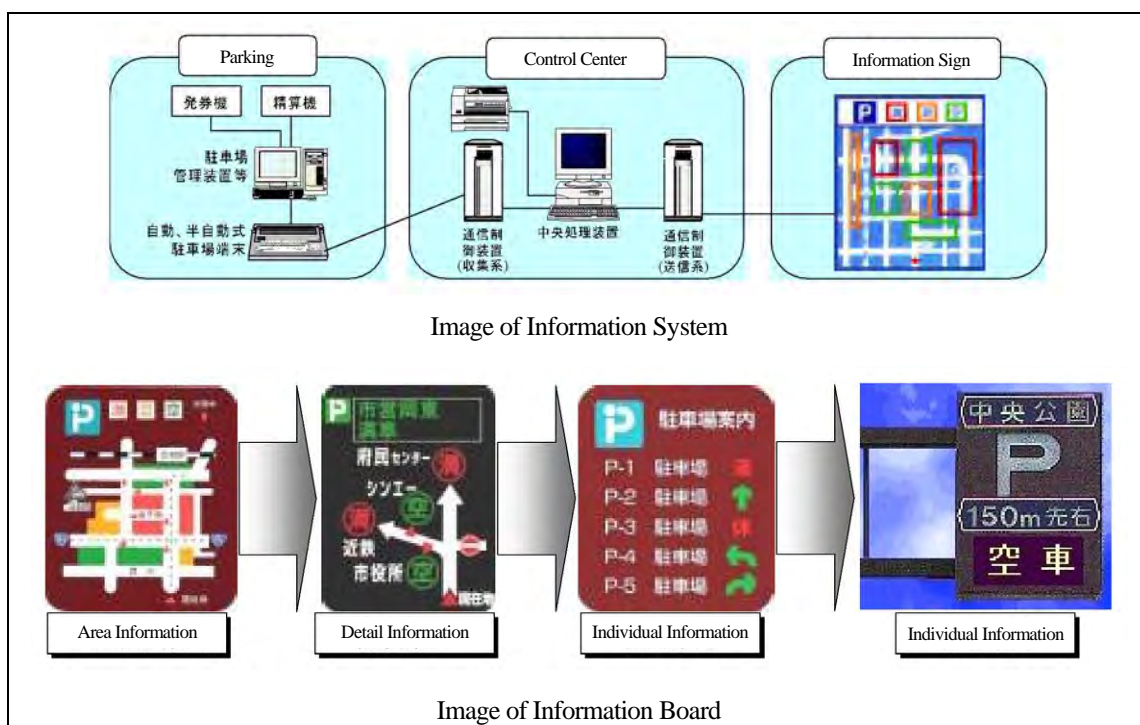 Parking
Control Center
Information Sign
発券機
精算機
P
駐車場
管理装置等
自動、半自動式
駐車場端末
通信制
御装置
(収集系)
中央処理装置
通信制
御装置
(送信系)
Image of Information System
P
P
府民センター
満
シンエー
空
満
近鉄
市役所
空
現在地
P
駐車場案内
P-1 駐車場 満
P-2 駐車場
P-3 駐車場 休
P-4 駐車場
P-5 駐車場
中央公園
P
150m先右
空車
Area Information
Detail Information
Individual Information
Individual Information
Image of Information Board